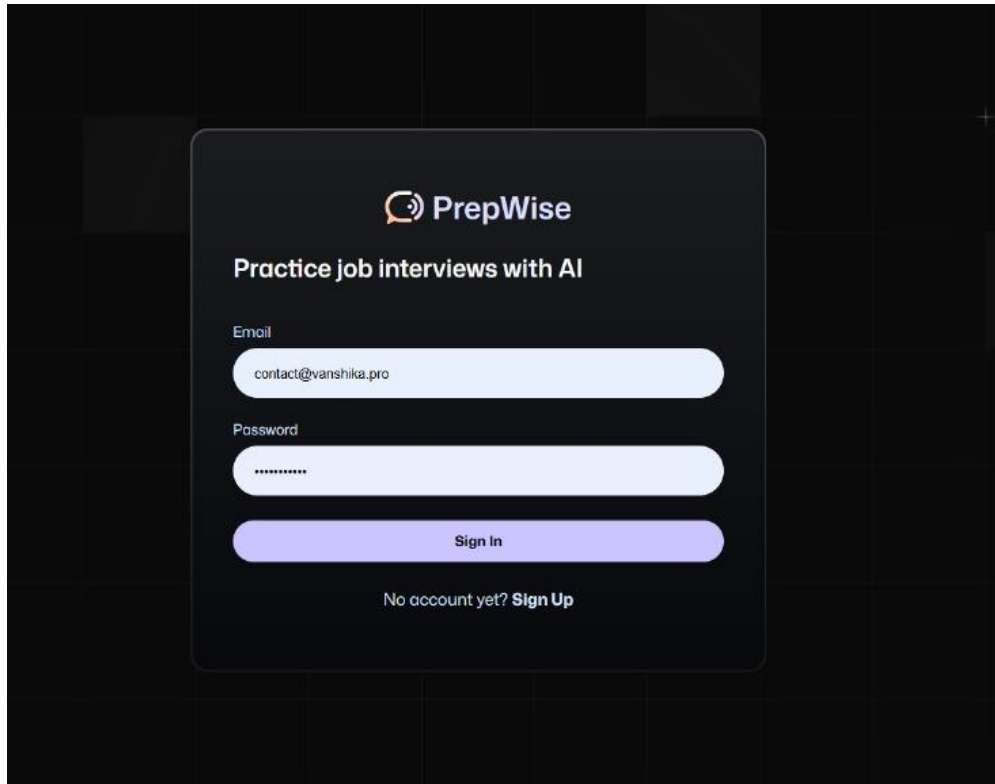 PrepWise
Practice job interviews with AI
Email
contact@vanshika.pro
Password
•••••••••••
Sign In
No account yet? Sign Up